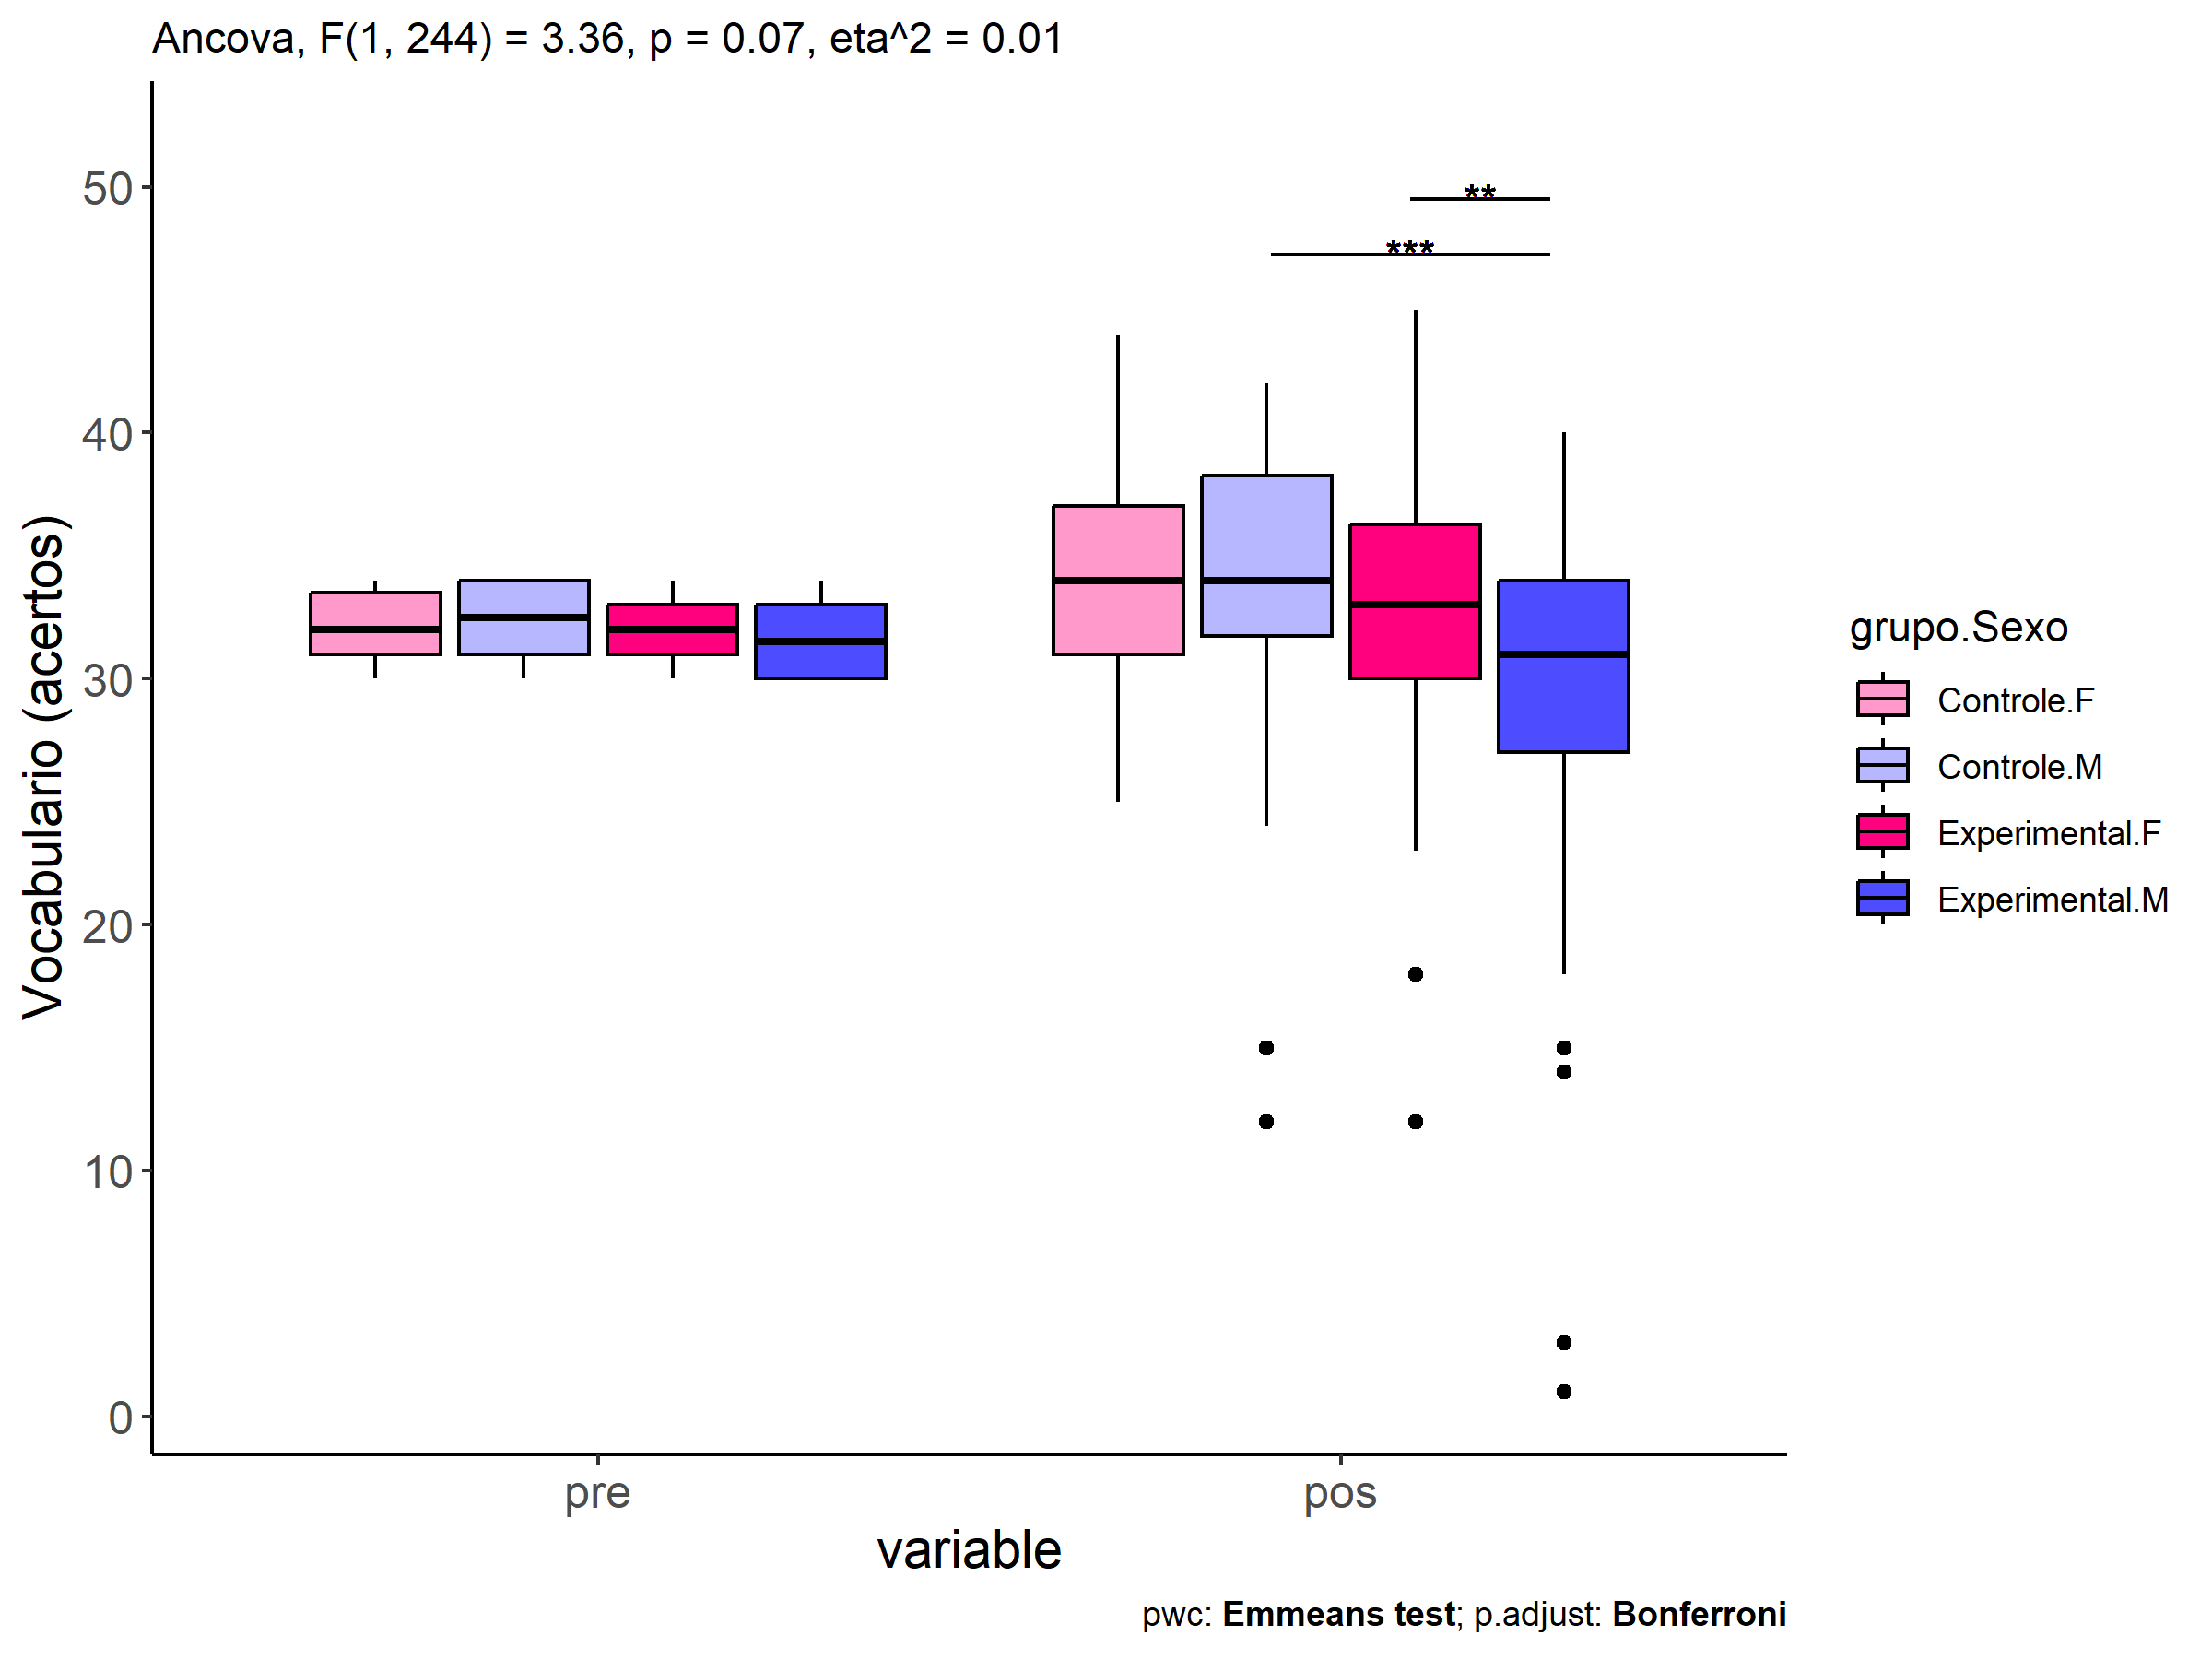 Ancova, F(1, 244) = 3.36, p = 0.07, eta^2 = 0.01
Vocabulario (acertos)
50
40
30
20
10
0
**
***
pre
pos
variable
grupo.Sexo
Controle.F
Controle.M
Experimental.F
Experimental.M
pwc: Emmeans test; p.adjust: Bonferroni